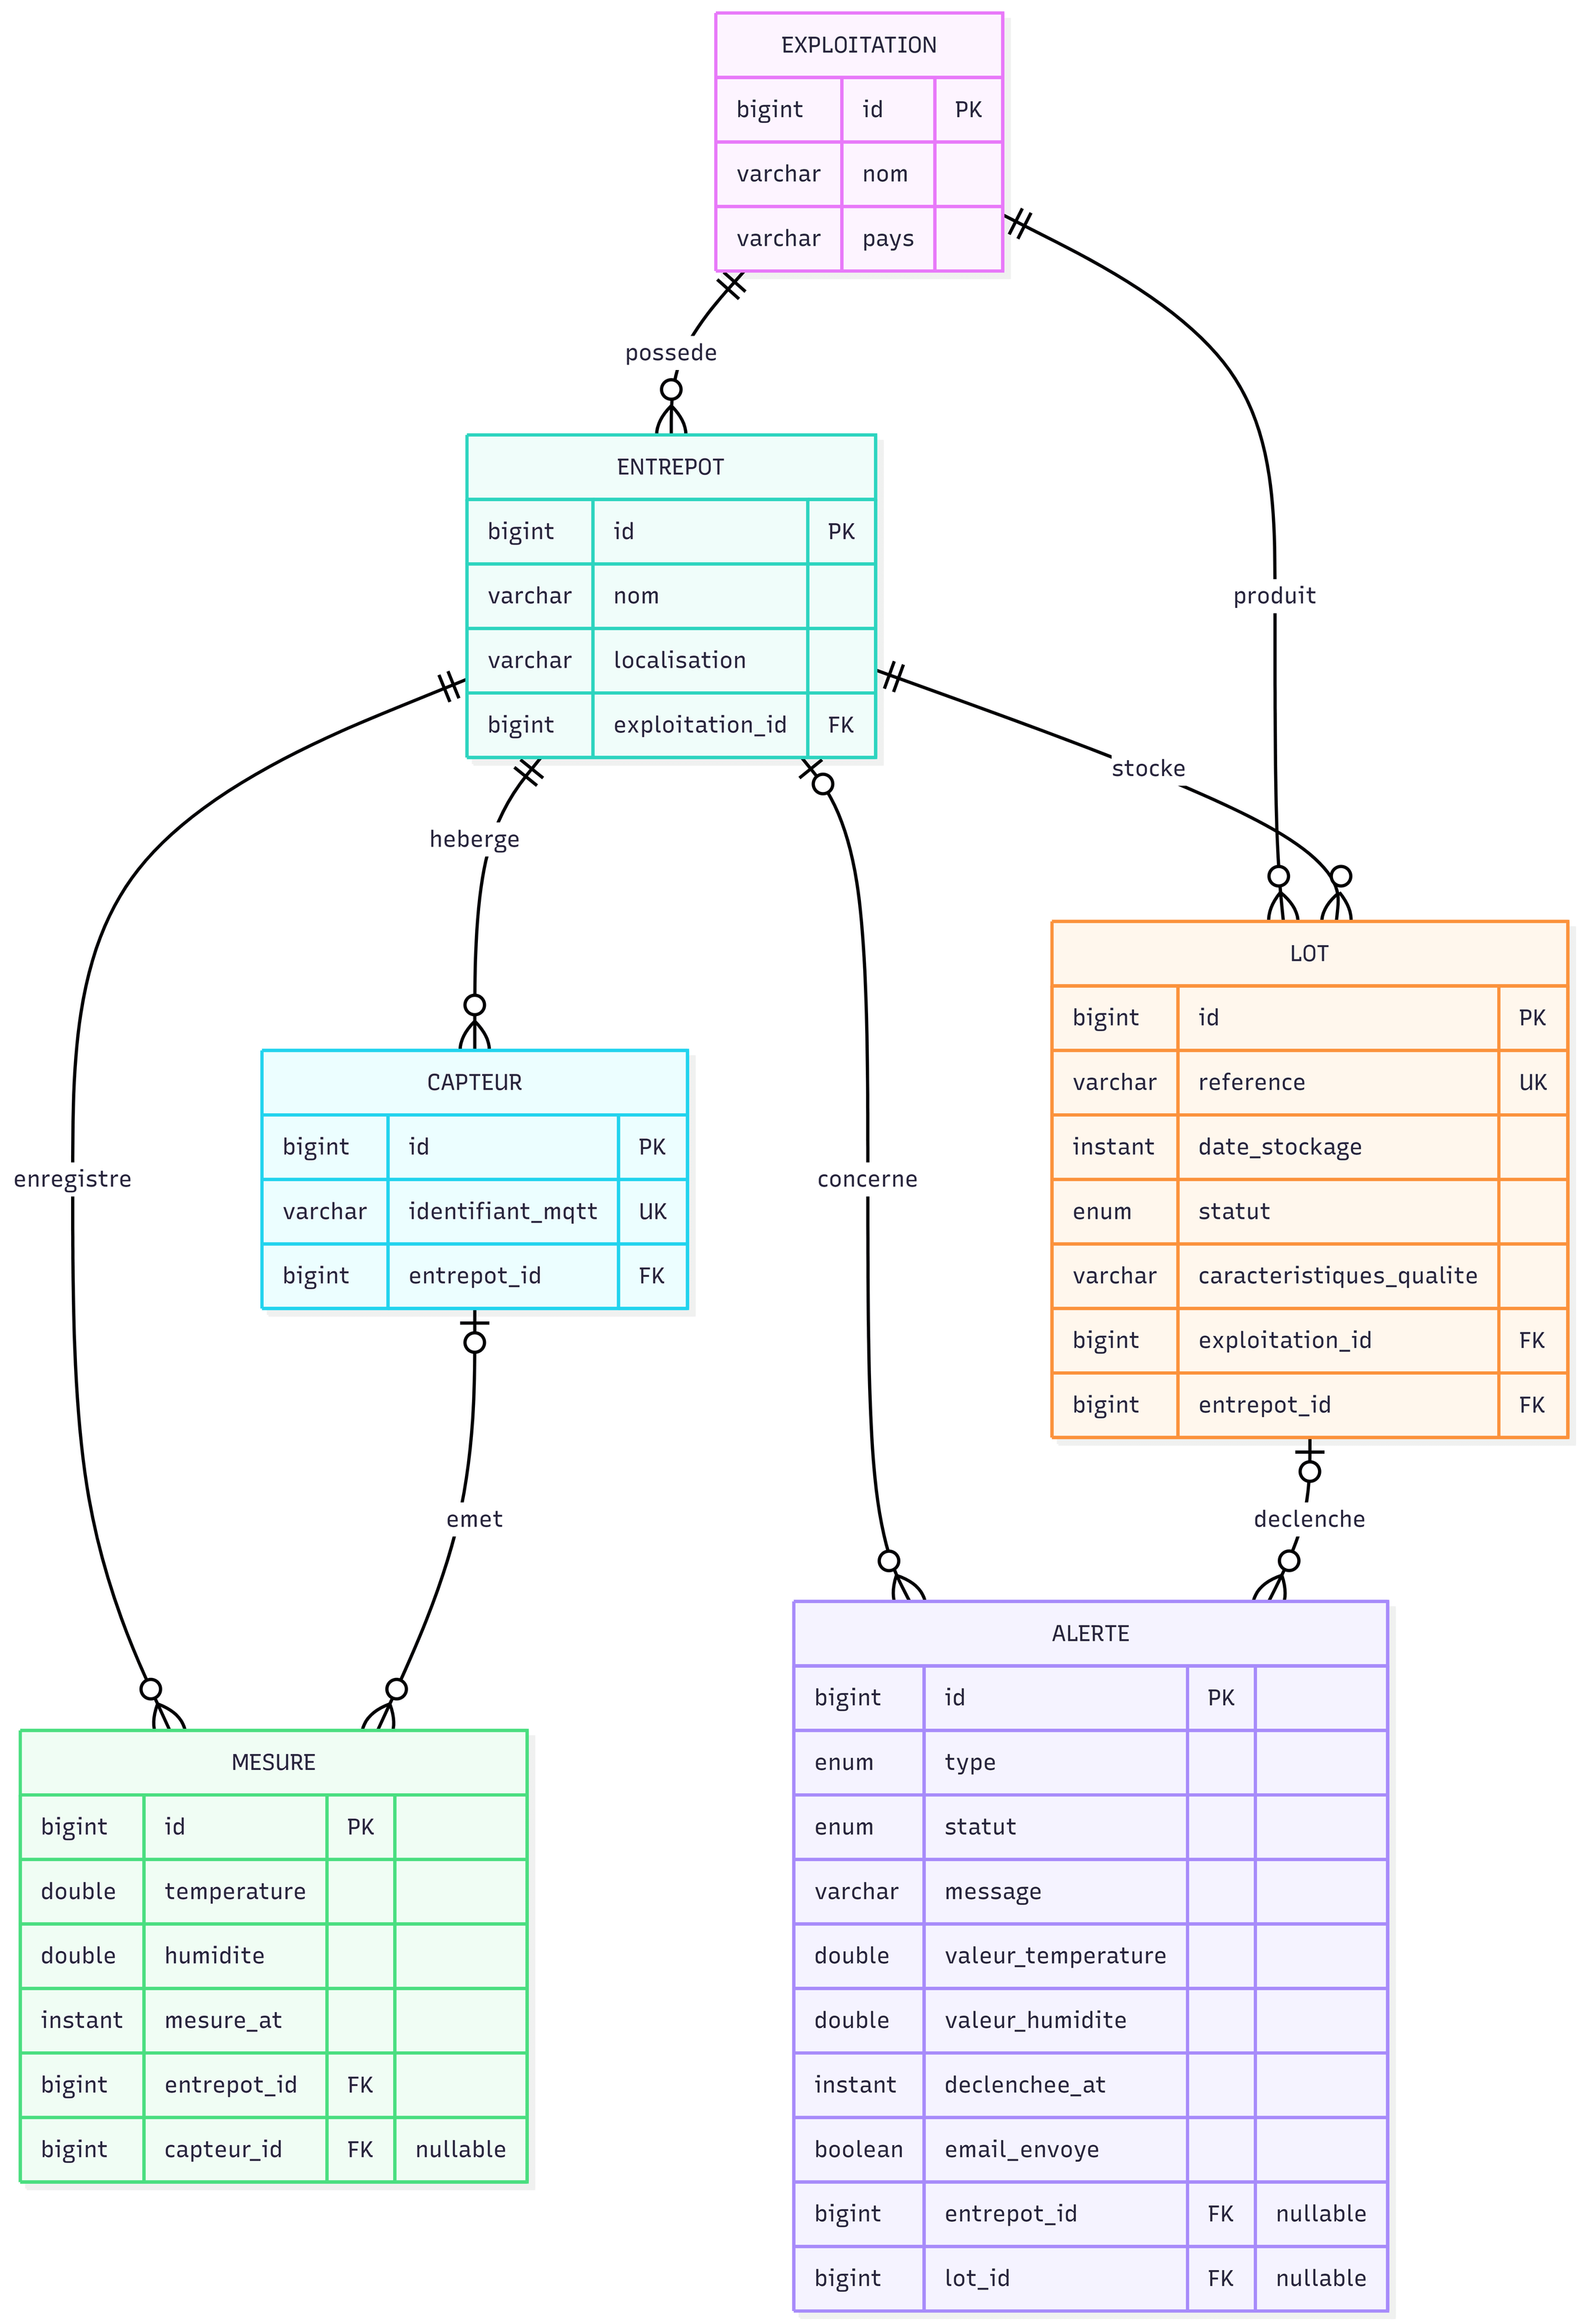 EXPLOITATION
bigint id PK
varchar nom
varchar pays
possede
produit
ENTREPOT
bigint id PK
varchar nom
varchar localisation
bigint exploitation_id FK
stocke
heberge
enregistre
concerne
CAPTEUR
bigint id PK
varchar identifiant_mqtt UK
bigint entrepot_id FK
LOT
bigint id PK
varchar reference UK
instant date_stockage
enum statut
varchar caracteristiques_qualite
bigint exploitation_id FK
bigint entrepot_id FK
emet
declenche
MESURE
bigint id PK
double temperature
double humidite
instant mesure_at
bigint entrepot_id FK
bigint capteur_id FK nullable
ALERTE
bigint id PK
enum type
enum statut
varchar message
double valeur_temperature
double valeur_humidite
instant declenchee_at
boolean email_envoye
bigint entrepot_id FK nullable
bigint lot_id FK nullable